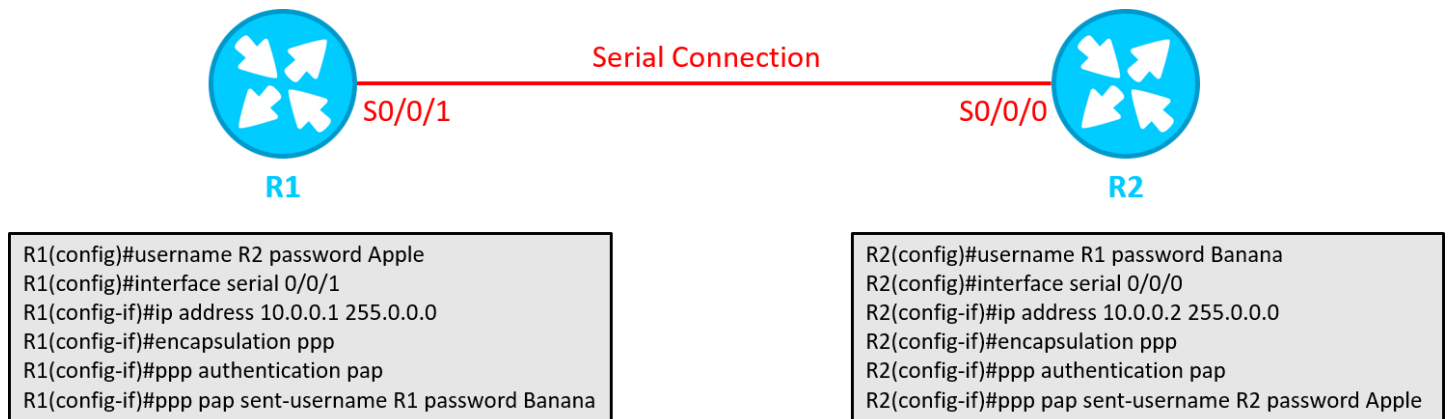 Serial Connection
S0/0/1
S0/0/0
R1
R2
R1(config)#username R2 password Apple
R1(config)#interface serial 0/0/1
R1(config-if)#ip address 10.0.0.1 255.0.0.0
R1(config-if)#encapsulation ppp
R1(config-if)#ppp authentication pap
R1(config-if)#ppp pap sent-username R1 password Banana
R2(config)#username R1 password Banana
R2(config)#interface serial 0/0/0
R2(config-if)#ip address 10.0.0.2 255.0.0.0
R2(config-if)#encapsulation ppp
R2(config-if)#ppp authentication pap
R2(config-if)#ppp pap sent-username R2 password Apple